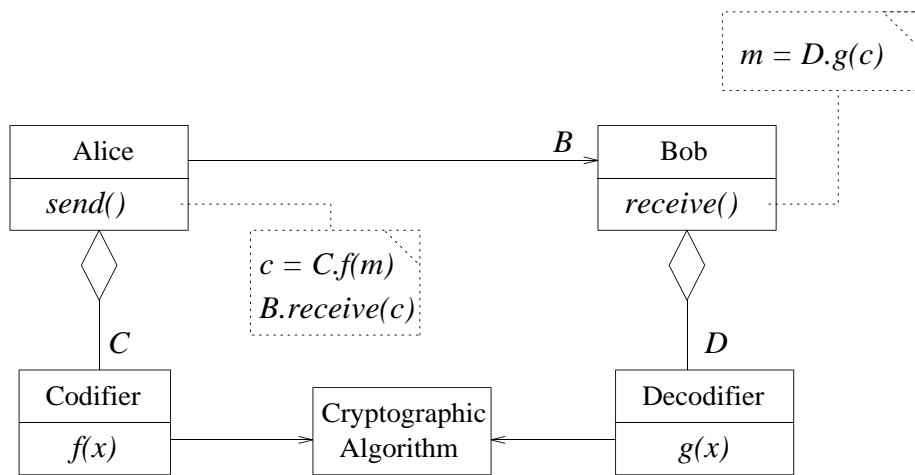 m = D.g(c)
Alice
B
Bob
send()
receive()
c = C.f(m)
B.receive(c)
C
D
Codifier
Cryptographic
Algorithm
Decodifier
f(x)
g(x)